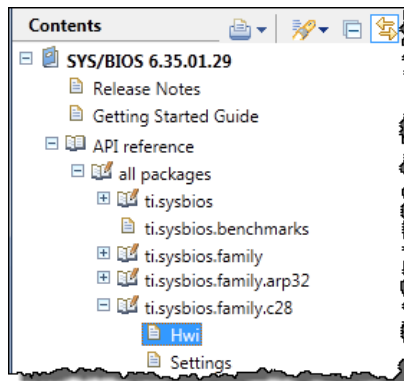 Contents
SYS/BIOS 6.35.01.29
Release Notes
Getting Started Guide
API reference
all packages
ti.sysbios
ti.sysbios.benchmarks
ti.sysbios.family
ti.sysbios.family.arp32
ti.sysbios.family.c28
Hwi
Settings